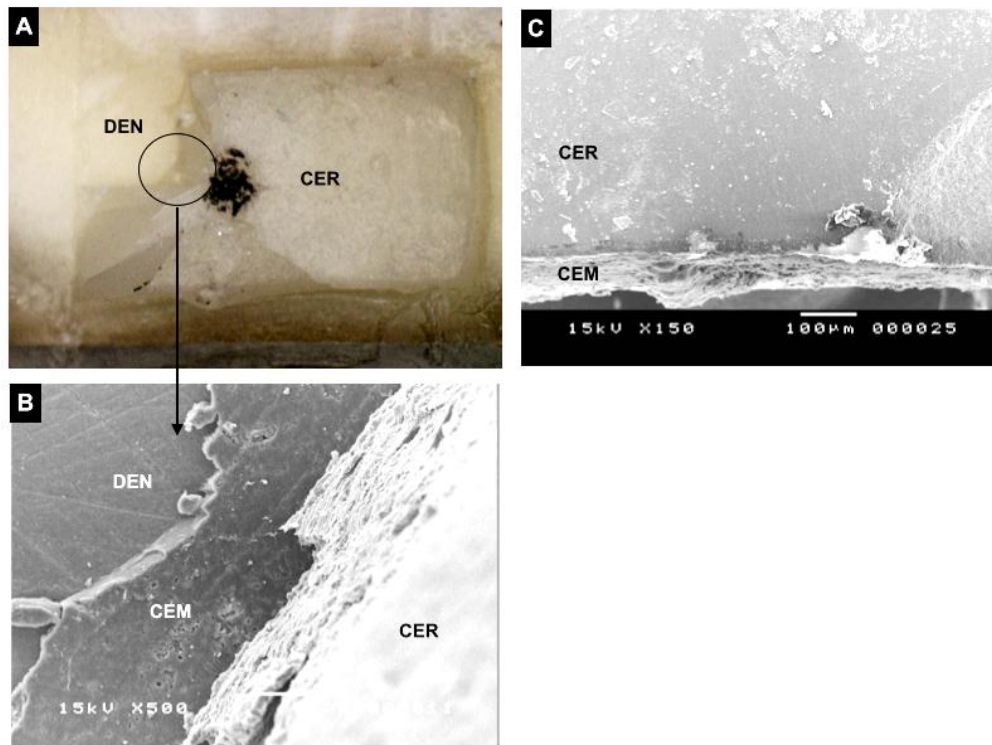 A
DEN
CER
C
CER
CEM
15kV X150 100µm 000025
B
DEN
CEM
CER
15kV X500